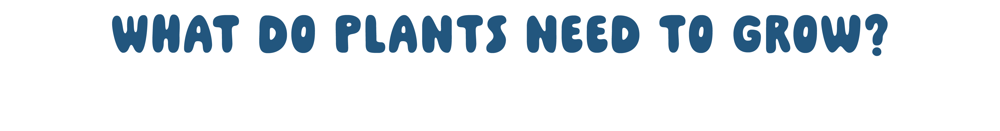 WHAT DO PLANTS NEED TO GROW?